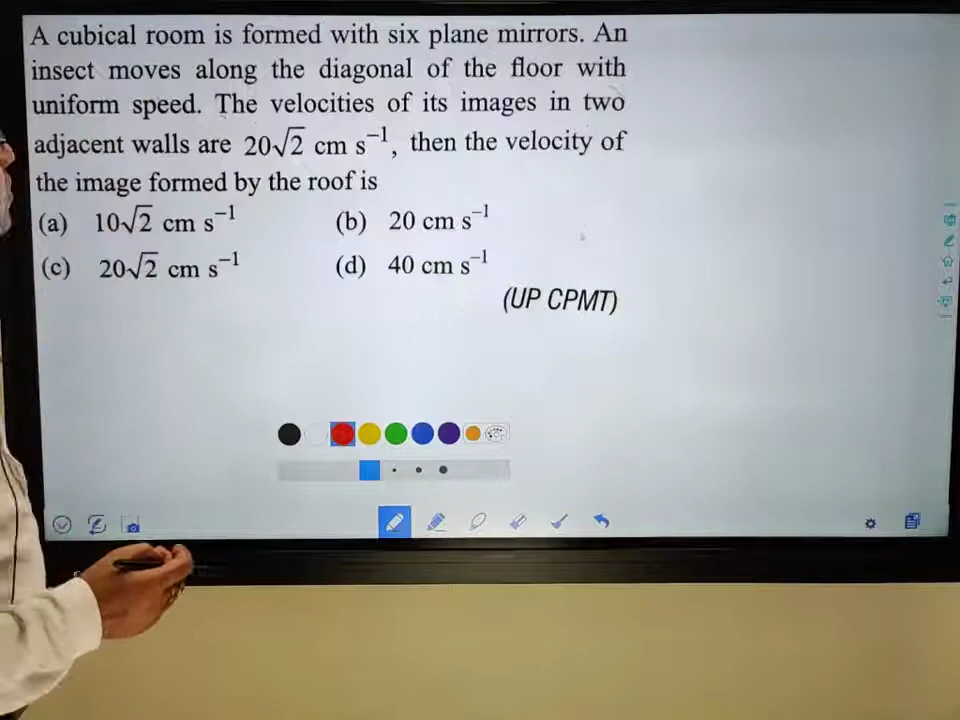 A cubical room is formed with six plane mirrors. An
insect moves along the diagonal of the floor with
uniform speed. The velocities of its images in two
adjacent walls are 20√2 cm s⁻¹, then the velocity of
the image formed by the roof is
(a) 10√2 cm s⁻¹ (b) 20 cm s⁻¹
(c) 20√2 cm s⁻¹ (d) 40 cm s⁻¹
(UP CPMT)